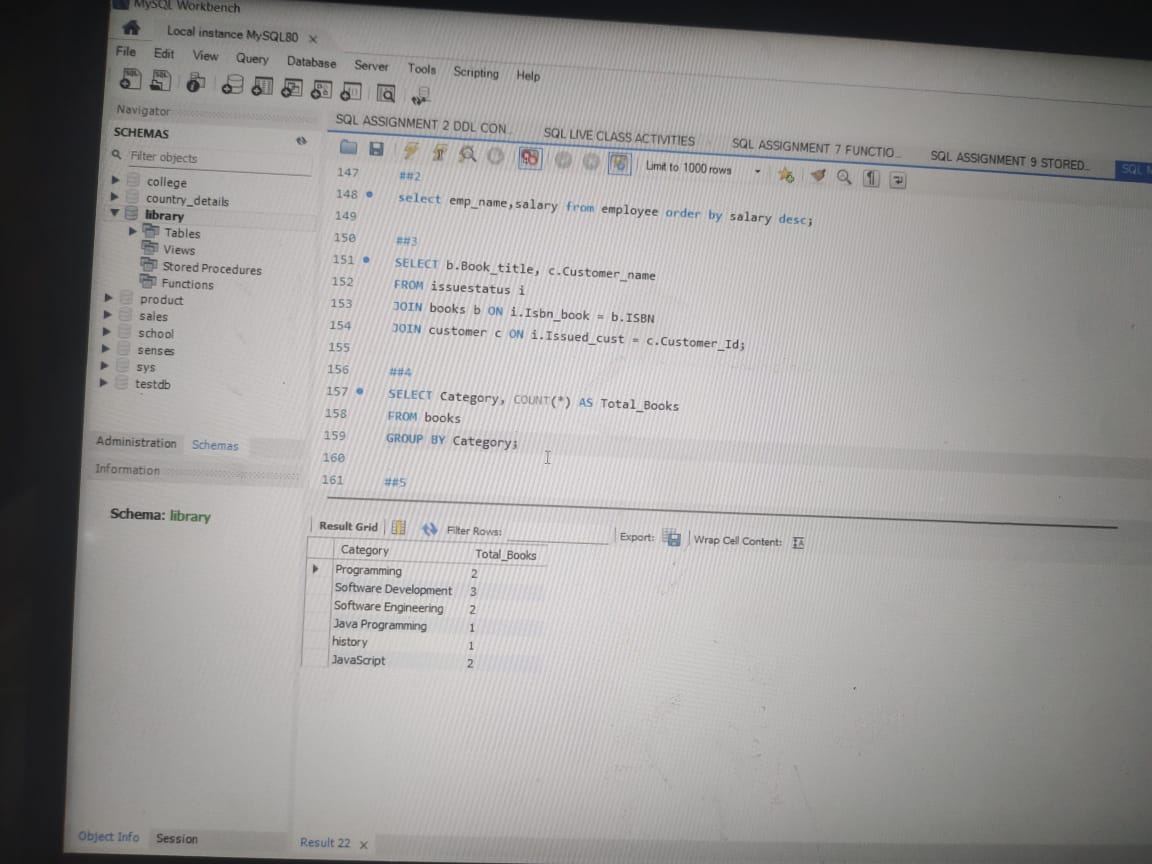 MySQL Workbench
Local instance MySQL80 ×
File Edit View Query Database Server Tools Scripting Help
Navigator
SCHEMAS
Filter objects
college
country_details
library
Tables
Views
Stored Procedures
Functions
product
sales
school
senses
sys
testdb
Administration Schemas
Information
Schema: library
Object Info Session
SQL ASSIGNMENT 2 DDL CON... SQL LIVE CLASS ACTIVITIES SQL ASSIGNMENT 7 FUNCTIO... SQL ASSIGNMENT 9 STORED... SQL
Limit to 1000 rows
147 ##2
148 select emp_name,salary from employee order by salary desc;
149
150 ##3
151 SELECT b.Book_title, c.Customer_name
152 FROM issuestatus i
153 JOIN books b ON i.Isbn_book = b.ISBN
154 JOIN customer c ON i.Issued_cust = c.Customer_Id;
155
156 ##4
157 SELECT Category, COUNT(*) AS Total_Books
158 FROM books
159 GROUP BY Category;
160
161 ##5
Result Grid Filter Rows: Export: Wrap Cell Content:
Category Total_Books
Programming 2
Software Development 3
Software Engineering 2
Java Programming 1
history 1
JavaScript 2
Result 22 ×